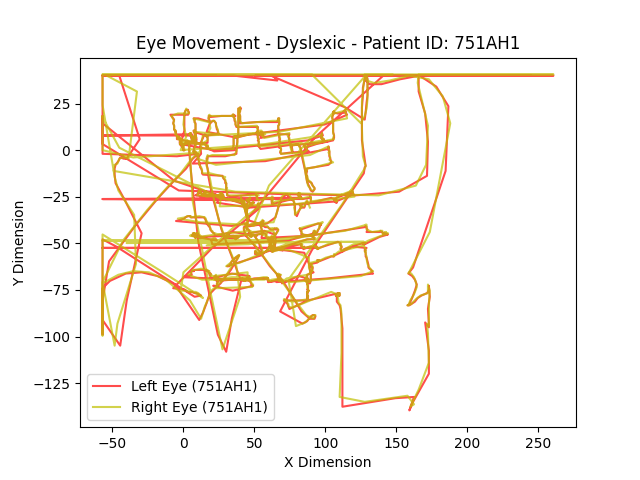 Eye Movement - Dyslexic - Patient ID: 751AH1
25
0
−25
−50
−75
−100
−125
Y Dimension
Left Eye (751AH1)
Right Eye (751AH1)
−50 0 50 100 150 200 250
X Dimension